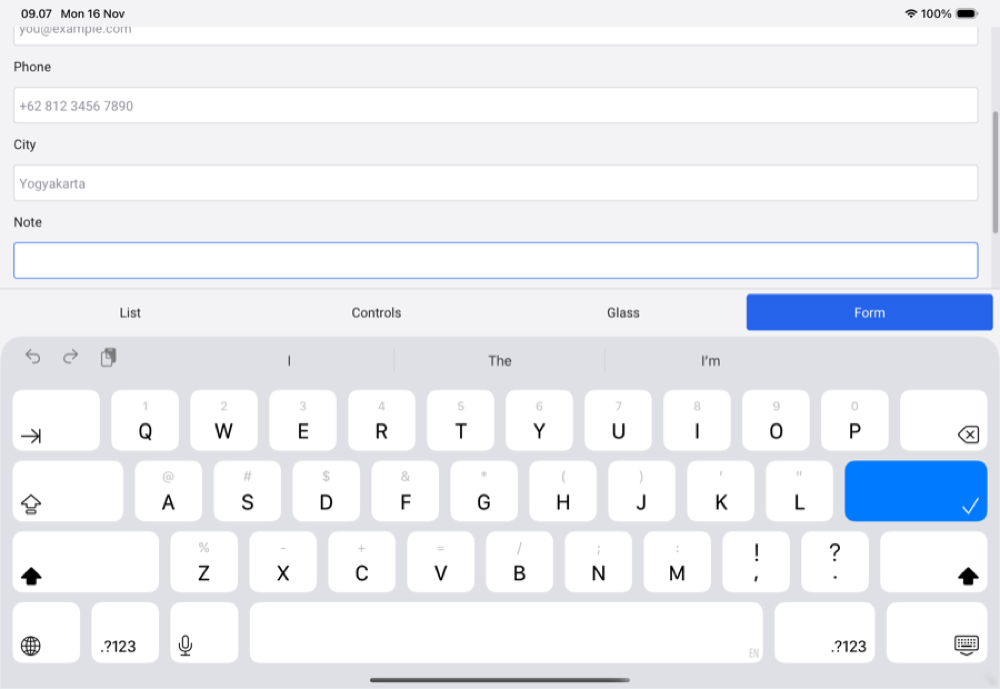 09.07 Mon 16 Nov 100%
you@example.com
Phone
+62 812 3456 7890
City
Yogyakarta
Note
List Controls Glass Form
I The I'm
1 2 3 4 5 6 7 8 9 0
Q W E R T Y U I O P
@ # $ & * ( ) ' "
A S D F G H J K L
% - + = / ; : ! ?
Z X C V B N M , .
.?123 EN .?123